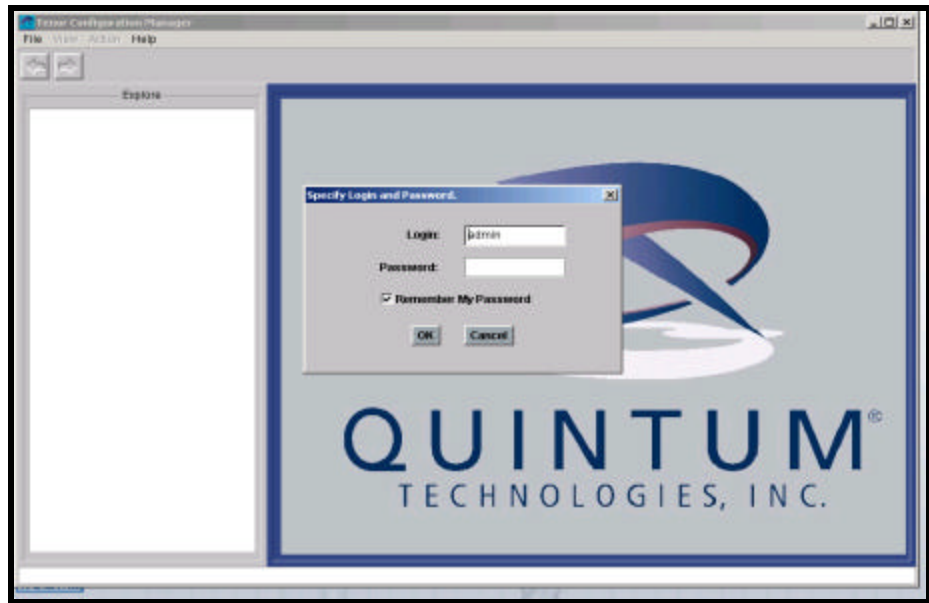 Tenor Configuration Manager
File View Action Help
Explore
Specify Login and Password.
Login: admin
Password:
Remember My Password
OK Cancel
QUINTUM®
TECHNOLOGIES, INC.